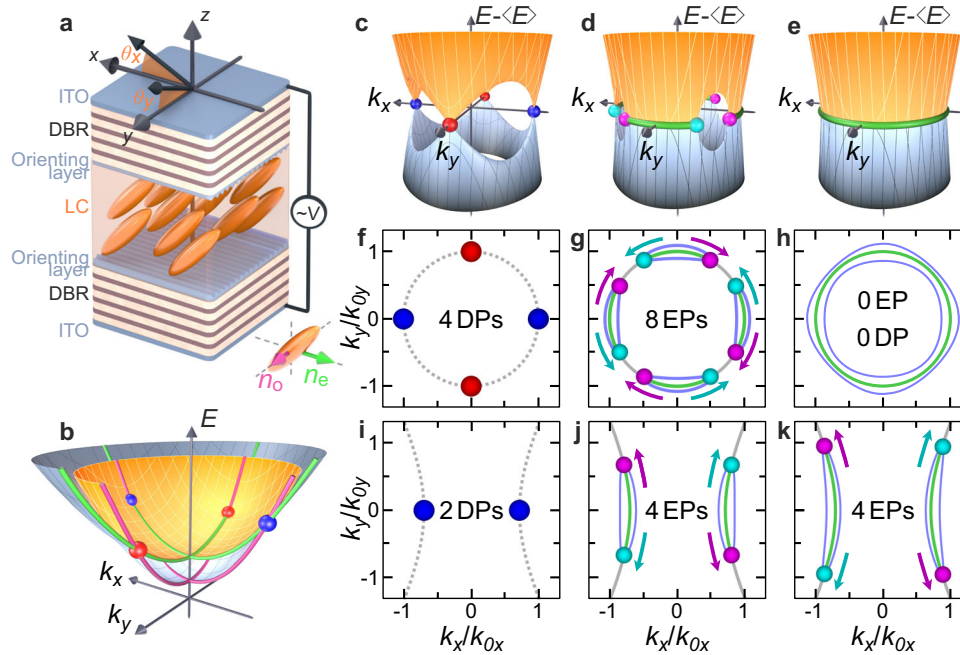 a
z
x
θx
θy
y
ITO
DBR
Orienting
layer
LC
~V
Orienting
layer
DBR
ITO
no
ne
b
E
kx
ky
c
E-⟨E⟩
kx
ky
d
E-⟨E⟩
kx
ky
e
E-⟨E⟩
kx
ky
f
ky/k0y
1
0
-1
4 DPs
g
8 EPs
h
0 EP
0 DP
i
ky/k0y
1
0
-1
2 DPs
-1 0 1
kx/k0x
j
4 EPs
-1 0 1
kx/k0x
k
4 EPs
-1 0 1
kx/k0x